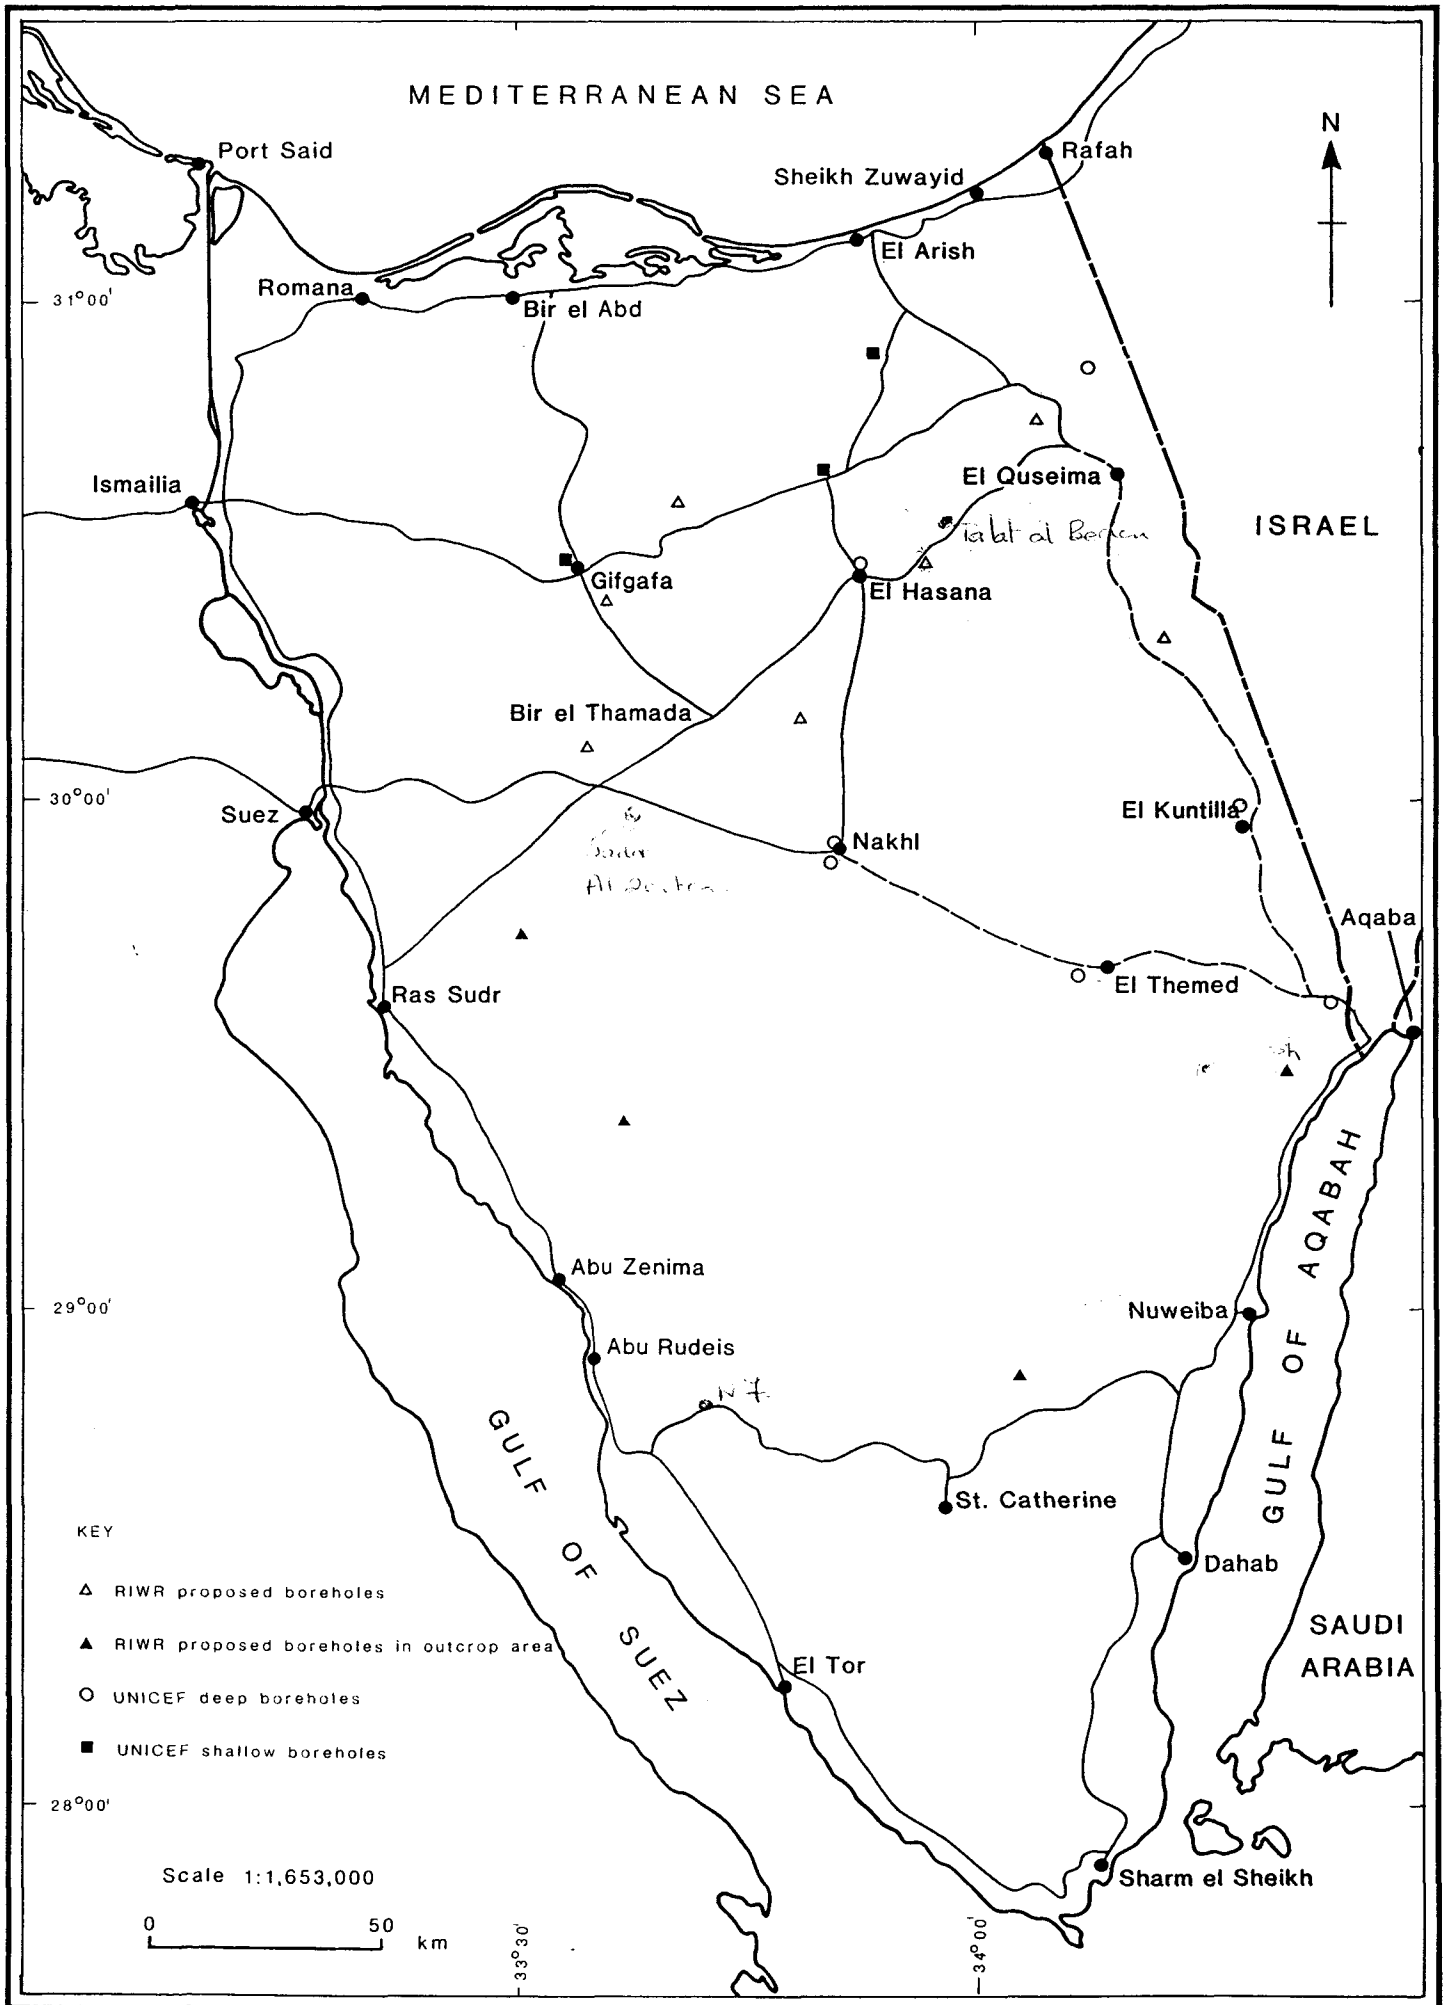 MEDITERRANEAN SEA
N
Port Said
Rafah
Sheikh Zuwayid
El Arish
Romana
31°00'
Bir el Abd
Ismailia
El Quseima
ISRAEL
Talat al
Gifgafa
El Hasana
Bir el Thamada
30°00'
Suez
El Kuntilla
Nakhl
Aqaba
Ras Sudr
El Themed
GULF OF AQABAH
Abu Zenima
29°00'
Nuweiba
Abu Rudeis
N 7
GULF OF SUEZ
St. Catherine
KEY
Dahab
RIWR proposed boreholes
SAUDI
ARABIA
RIWR proposed boreholes in outcrop area
El Tor
UNICEF deep boreholes
UNICEF shallow boreholes
28°00'
Scale 1:1,653,000
Sharm el Sheikh
0 50 km
33°30'
34°00'